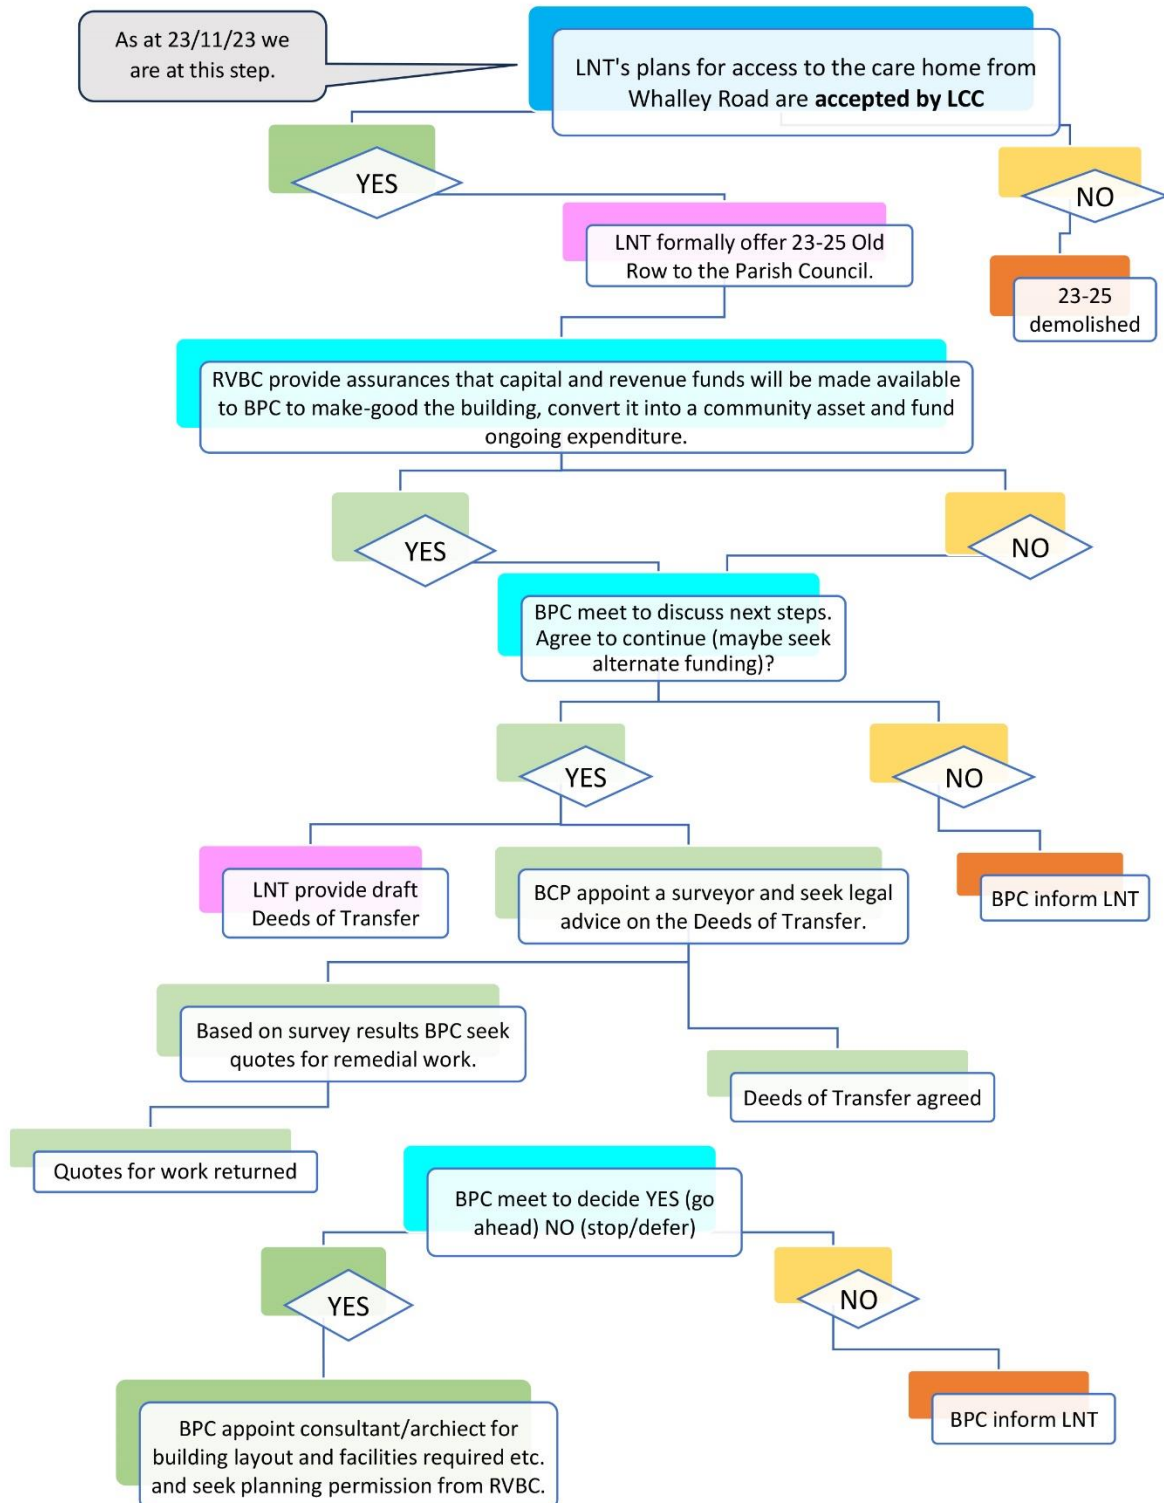 As at 23/11/23 we
are at this step.
LNT's plans for access to the care home from
Whalley Road are accepted by LCC
YES
NO
LNT formally offer 23-25 Old
Row to the Parish Council.
23-25
demolished
RVBC provide assurances that capital and revenue funds will be made available
to BPC to make-good the building, convert it into a community asset and fund
ongoing expenditure.
YES
NO
BPC meet to discuss next steps.
Agree to continue (maybe seek
alternate funding)?
YES
NO
LNT provide draft
Deeds of Transfer
BCP appoint a surveyor and seek legal
advice on the Deeds of Transfer.
BPC inform LNT
Based on survey results BPC seek
quotes for remedial work.
Deeds of Transfer agreed
Quotes for work returned
BPC meet to decide YES (go
ahead) NO (stop/defer)
YES
NO
BPC inform LNT
BPC appoint consultant/archiect for
building layout and facilities required etc.
and seek planning permission from RVBC.